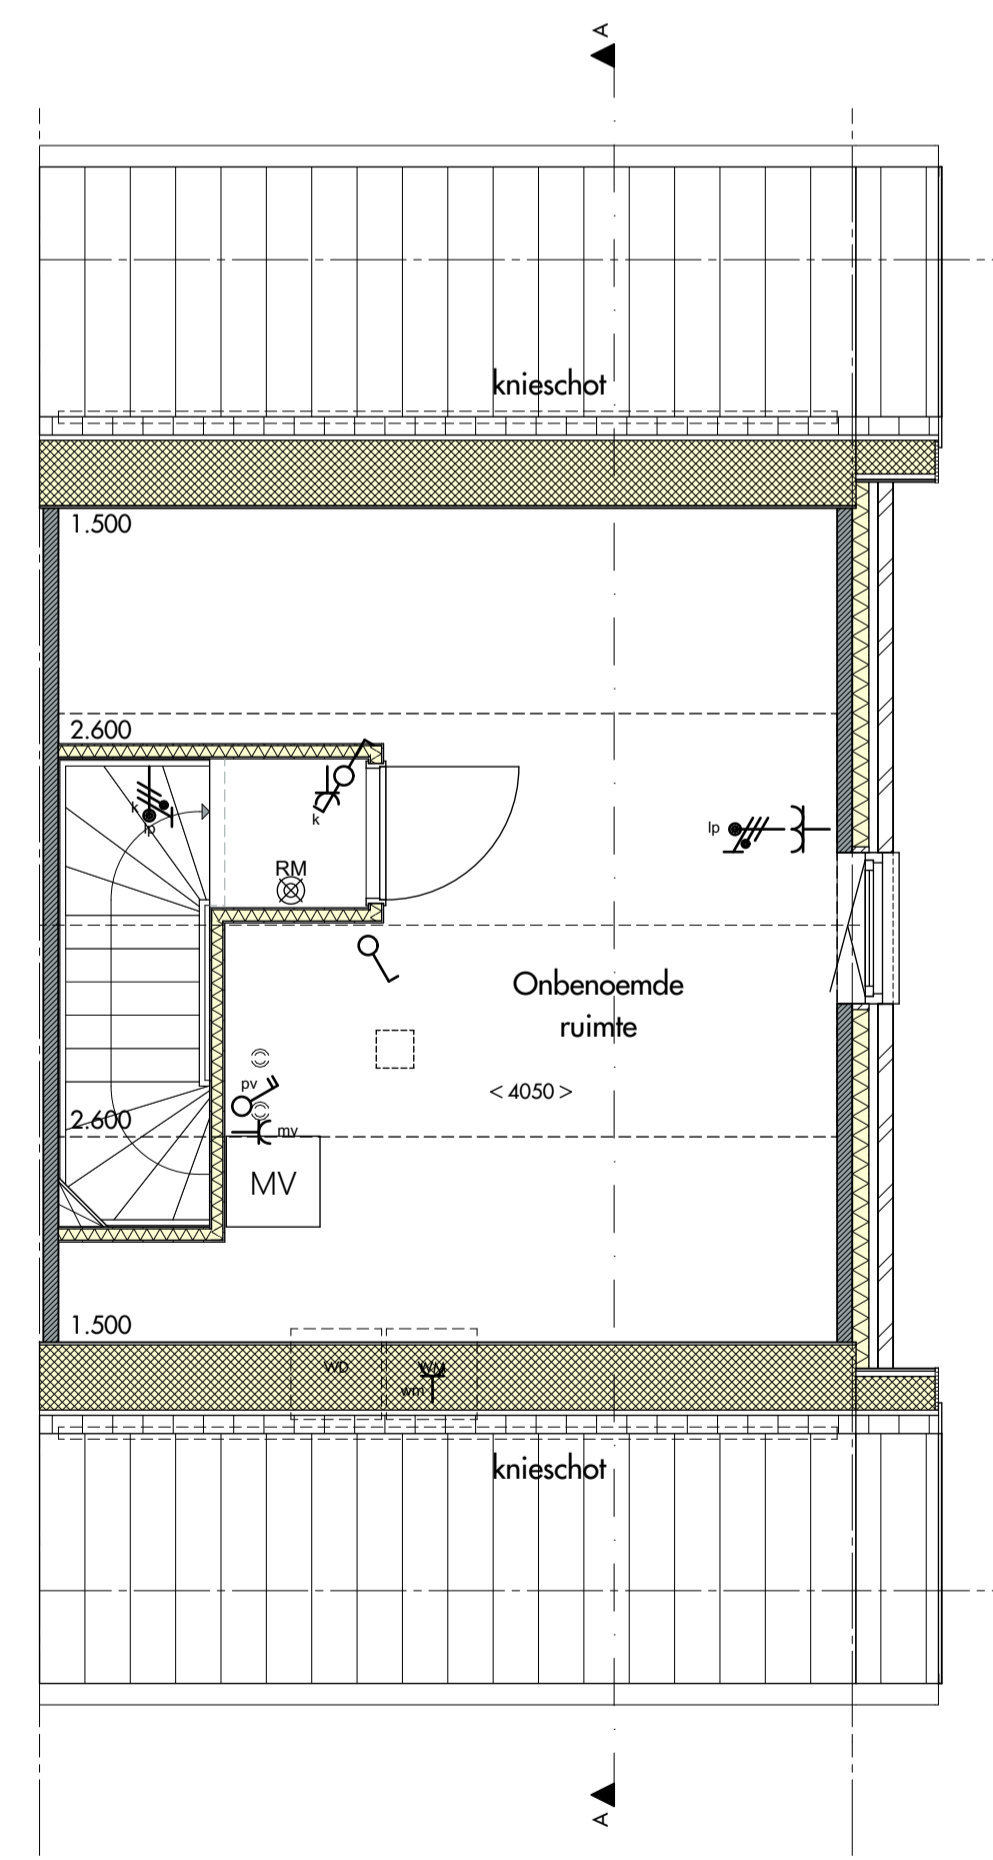 A
knieschot
1.500
2.600
k
lp
k
RM
lp
Onbenoemde
ruimte
< 4050 >
pv
2.600
mv
MV
1.500
WD
WM
wm
knieschot
A